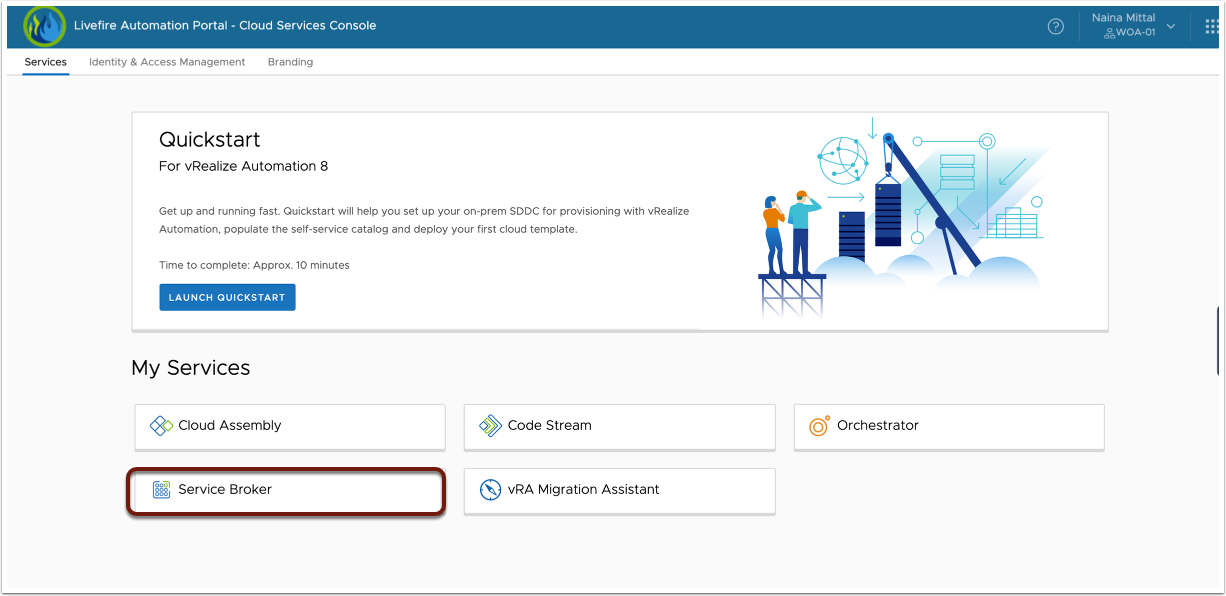 Livefire Automation Portal - Cloud Services Console
Naina Mittal
WOA-01
Services
Identity & Access Management
Branding
Quickstart
For vRealize Automation 8
Get up and running fast. Quickstart will help you set up your on-prem SDDC for provisioning with vRealize
Automation, populate the self-service catalog and deploy your first cloud template.
Time to complete: Approx. 10 minutes
LAUNCH QUICKSTART
My Services
Cloud Assembly
Code Stream
Orchestrator
Service Broker
vRA Migration Assistant